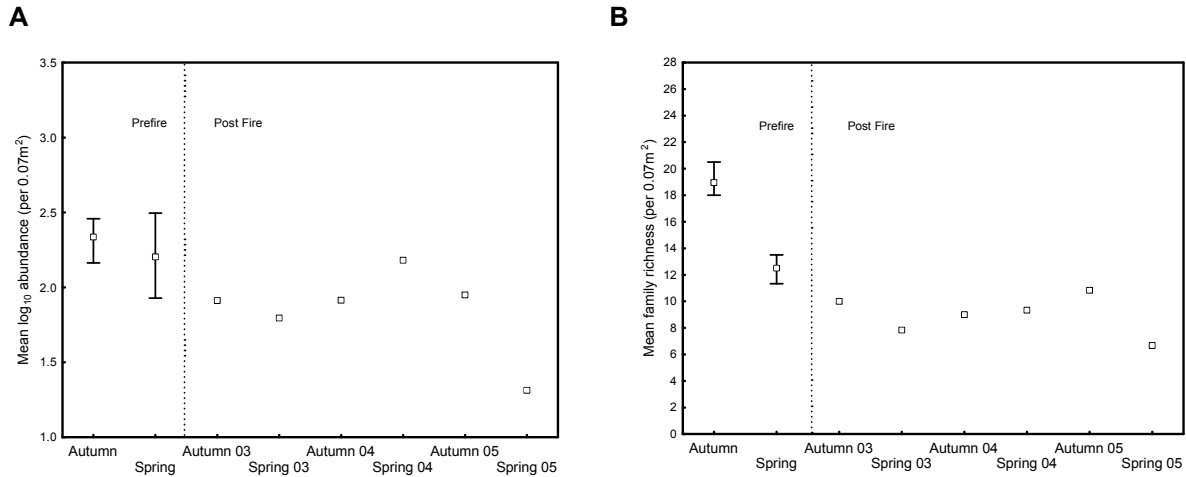 A
Mean log₁₀ abundance (per 0.07m²)
3.5
3.0
2.5
2.0
1.5
1.0
Prefire
Post Fire
Autumn
Spring
Autumn 03
Spring 03
Autumn 04
Spring 04
Autumn 05
Spring 05
B
Mean family richness (per 0.07m²)
28
26
24
22
20
18
16
14
12
10
8
6
4
2
0
Prefire
Post Fire
Autumn
Spring
Autumn 03
Spring 03
Autumn 04
Spring 04
Autumn 05
Spring 05